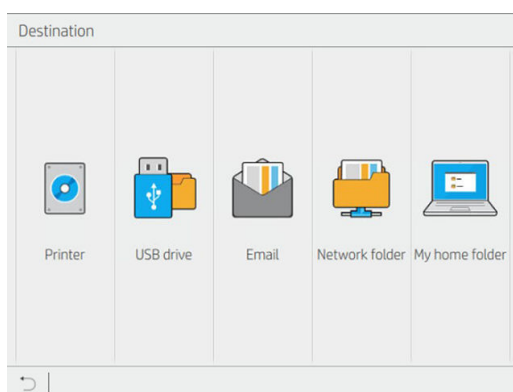 Destination
Printer
USB drive
Email
Network folder
My home folder